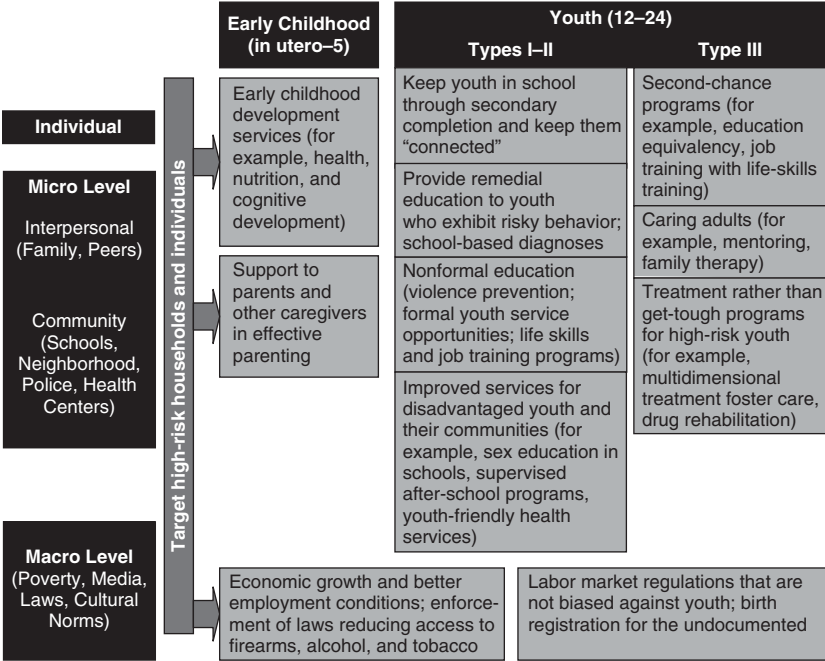 Early Childhood
(in utero–5)
Youth (12–24)
Types I–II
Type III
Individual
Micro Level
Interpersonal
(Family, Peers)
Community
(Schools,
Neighborhood,
Police, Health
Centers)
Macro Level
(Poverty, Media,
Laws, Cultural
Norms)
Target high-risk households and individuals
Early childhood
development
services (for
example, health,
nutrition, and
cognitive
development)
Support to
parents and
other caregivers
in effective
parenting
Keep youth in school
through secondary
completion and keep them
“connected”
Provide remedial
education to youth
who exhibit risky behavior;
school-based diagnoses
Nonformal education
(violence prevention;
formal youth service
opportunities; life skills
and job training programs)
Improved services for
disadvantaged youth and
their communities (for
example, sex education in
schools, supervised
after-school programs,
youth-friendly health
services)
Second-chance
programs (for
example, education
equivalency, job
training with life-skills
training)
Caring adults (for
example, mentoring,
family therapy)
Treatment rather than
get-tough programs
for high-risk youth
(for example,
multidimensional
treatment foster care,
drug rehabilitation)
Economic growth and better
employment conditions; enforce-
ment of laws reducing access to
firearms, alcohol, and tobacco
Labor market regulations that are
not biased against youth; birth
registration for the undocumented